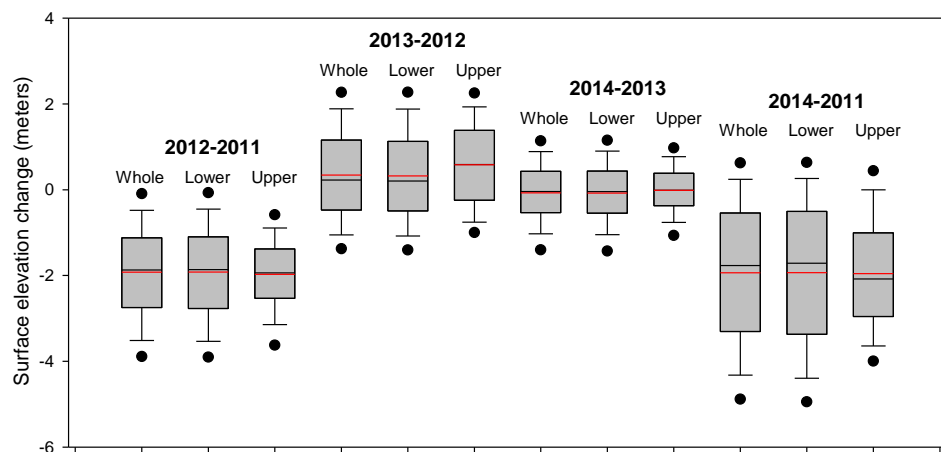 4
2
0
-2
-4
-6
Surface elevation change (meters)
2012-2011
Whole Lower Upper
2013-2012
Whole Lower Upper
2014-2013
Whole Lower Upper
2014-2011
Whole Lower Upper